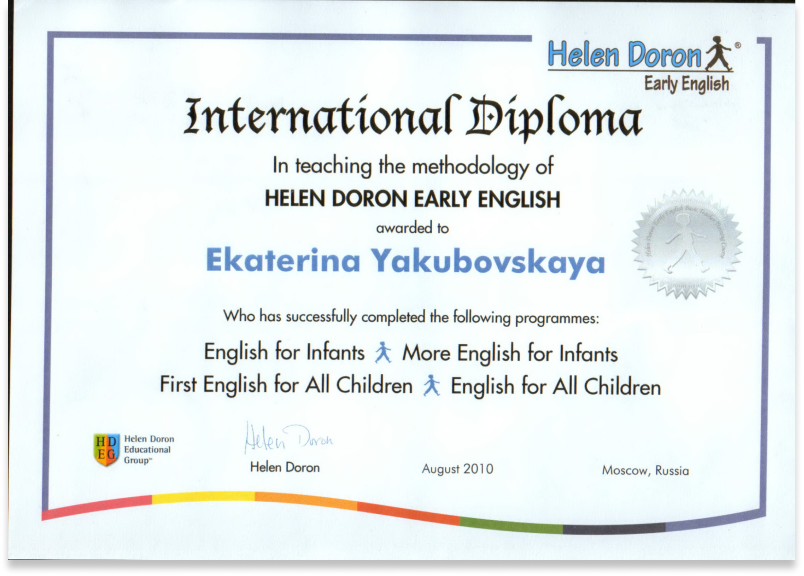 Helen Doron®
Early English
International Diploma
In teaching the methodology of
HELEN DORON EARLY ENGLISH
awarded to
Ekaterina Yakubovskaya
Who has successfully completed the following programmes:
English for Infants More English for Infants
First English for All Children English for All Children
HD
EG
Helen Doron
Educational
Group™
Helen Doron
Helen Doron
August 2010
Moscow, Russia